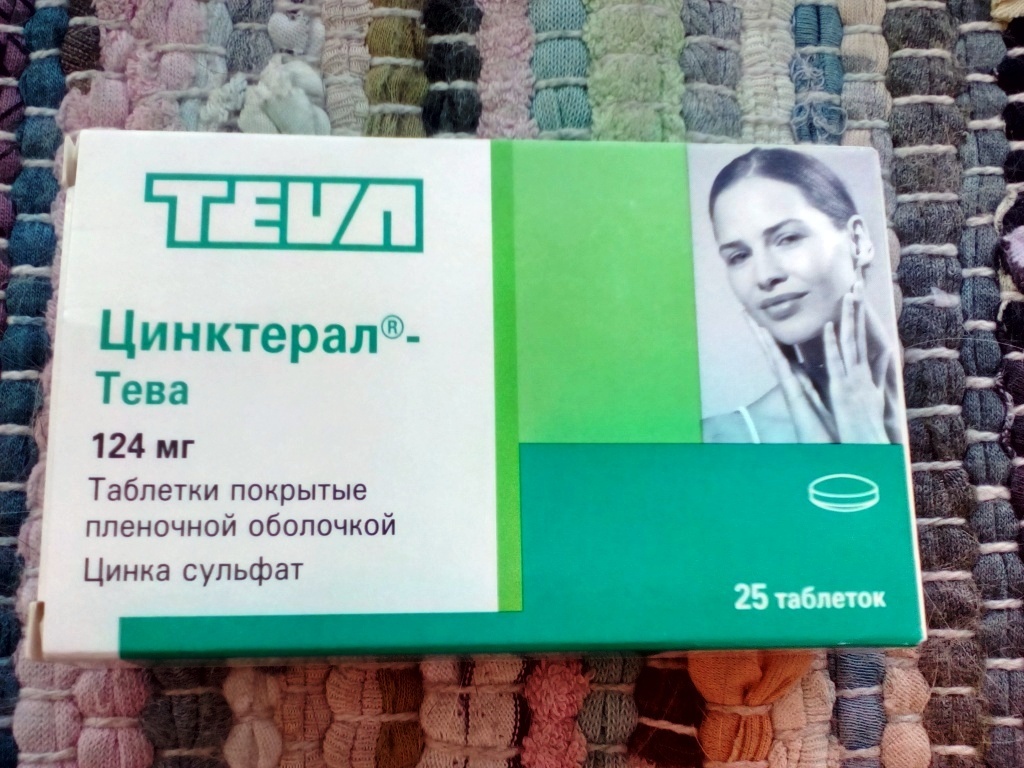 TEVA
Цинктерал®-
Тева
124 мг
Таблетки покрытые
пленочной оболочкой
Цинка сульфат
25 таблеток